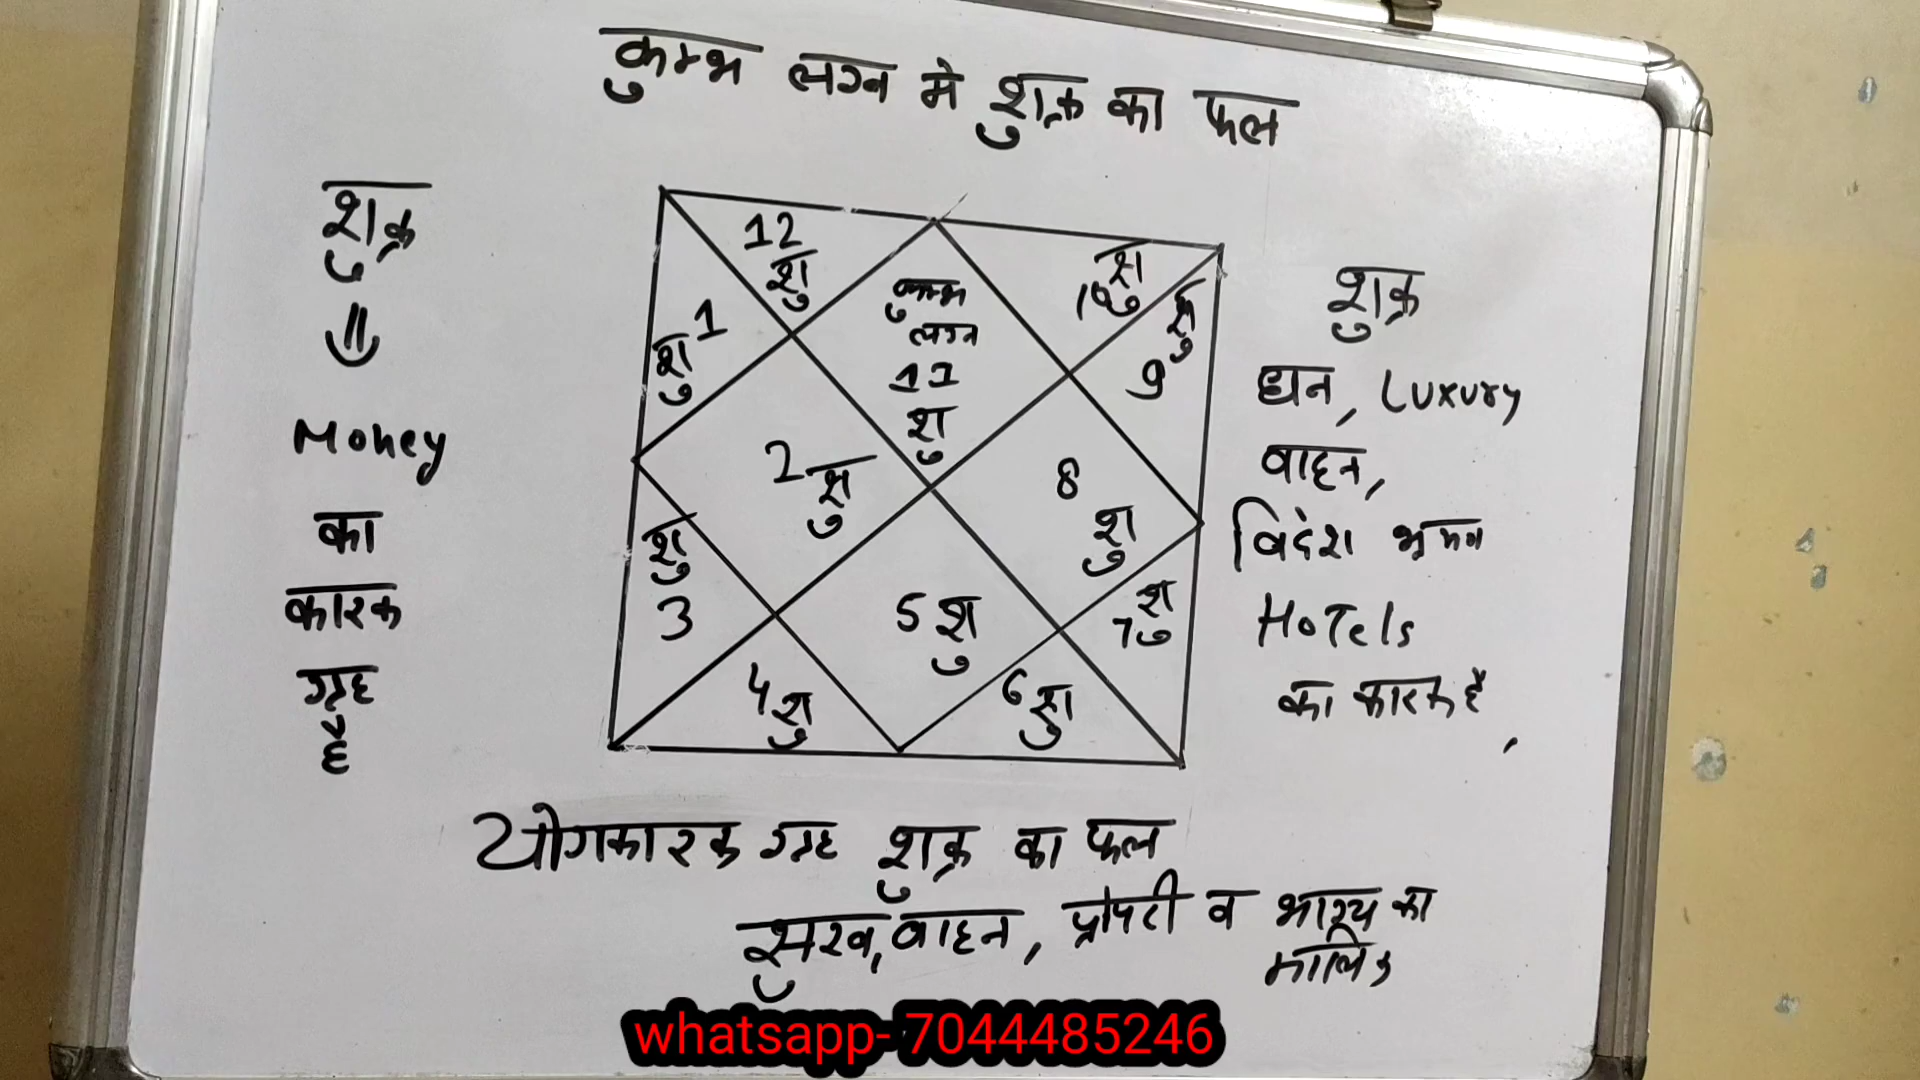 कुम्भ लग्न मे शुक्र का फल
शुक्र
⇓
Money
का
कारक
ग्रह
है
12
शु
1
शु
कुम्भ
लग्न
11
शु
शु
10
शु
9
2 शु
8
शु
शु
3
5 शु
शु
7
4 शु
6 शु
शुक्र
धन, Luxury
वाहन,
विदेश भ्रमन
HoTels
का कारक है,
योगकारक ग्रह शुक्र का फल
सुख, वाहन, प्रोपर्टी व भाग्य का
मालिक
whatsapp- 7044485246